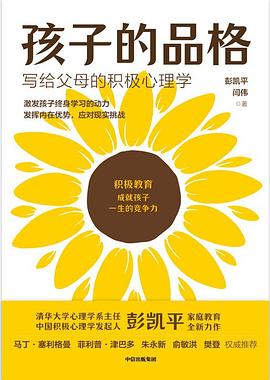 孩子的品格
写给父母的积极心理学
彭凯平
闫伟
◎著
激发孩子终身学习的动力
发挥内在优势，应对现实挑战
积极教育
成就孩子
一生的竞争力
清华大学心理学系主任
中国积极心理学发起人
彭凯平
家庭教育
全新力作
马丁·塞利格曼 菲利普·津巴多 朱永新 俞敏洪 樊登 权威推荐
中信出版集团